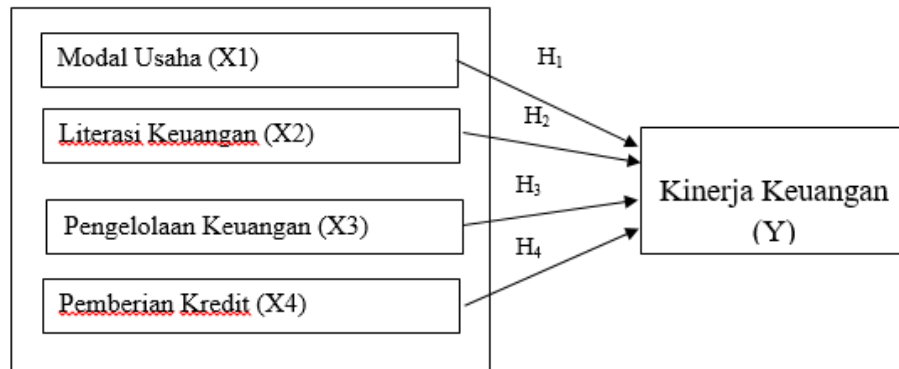 Modal Usaha (X1)
H₁
Literasi Keuangan (X2)
H₂
Pengelolaan Keuangan (X3)
H₃
Pemberian Kredit (X4)
H₄
Kinerja Keuangan
(Y)